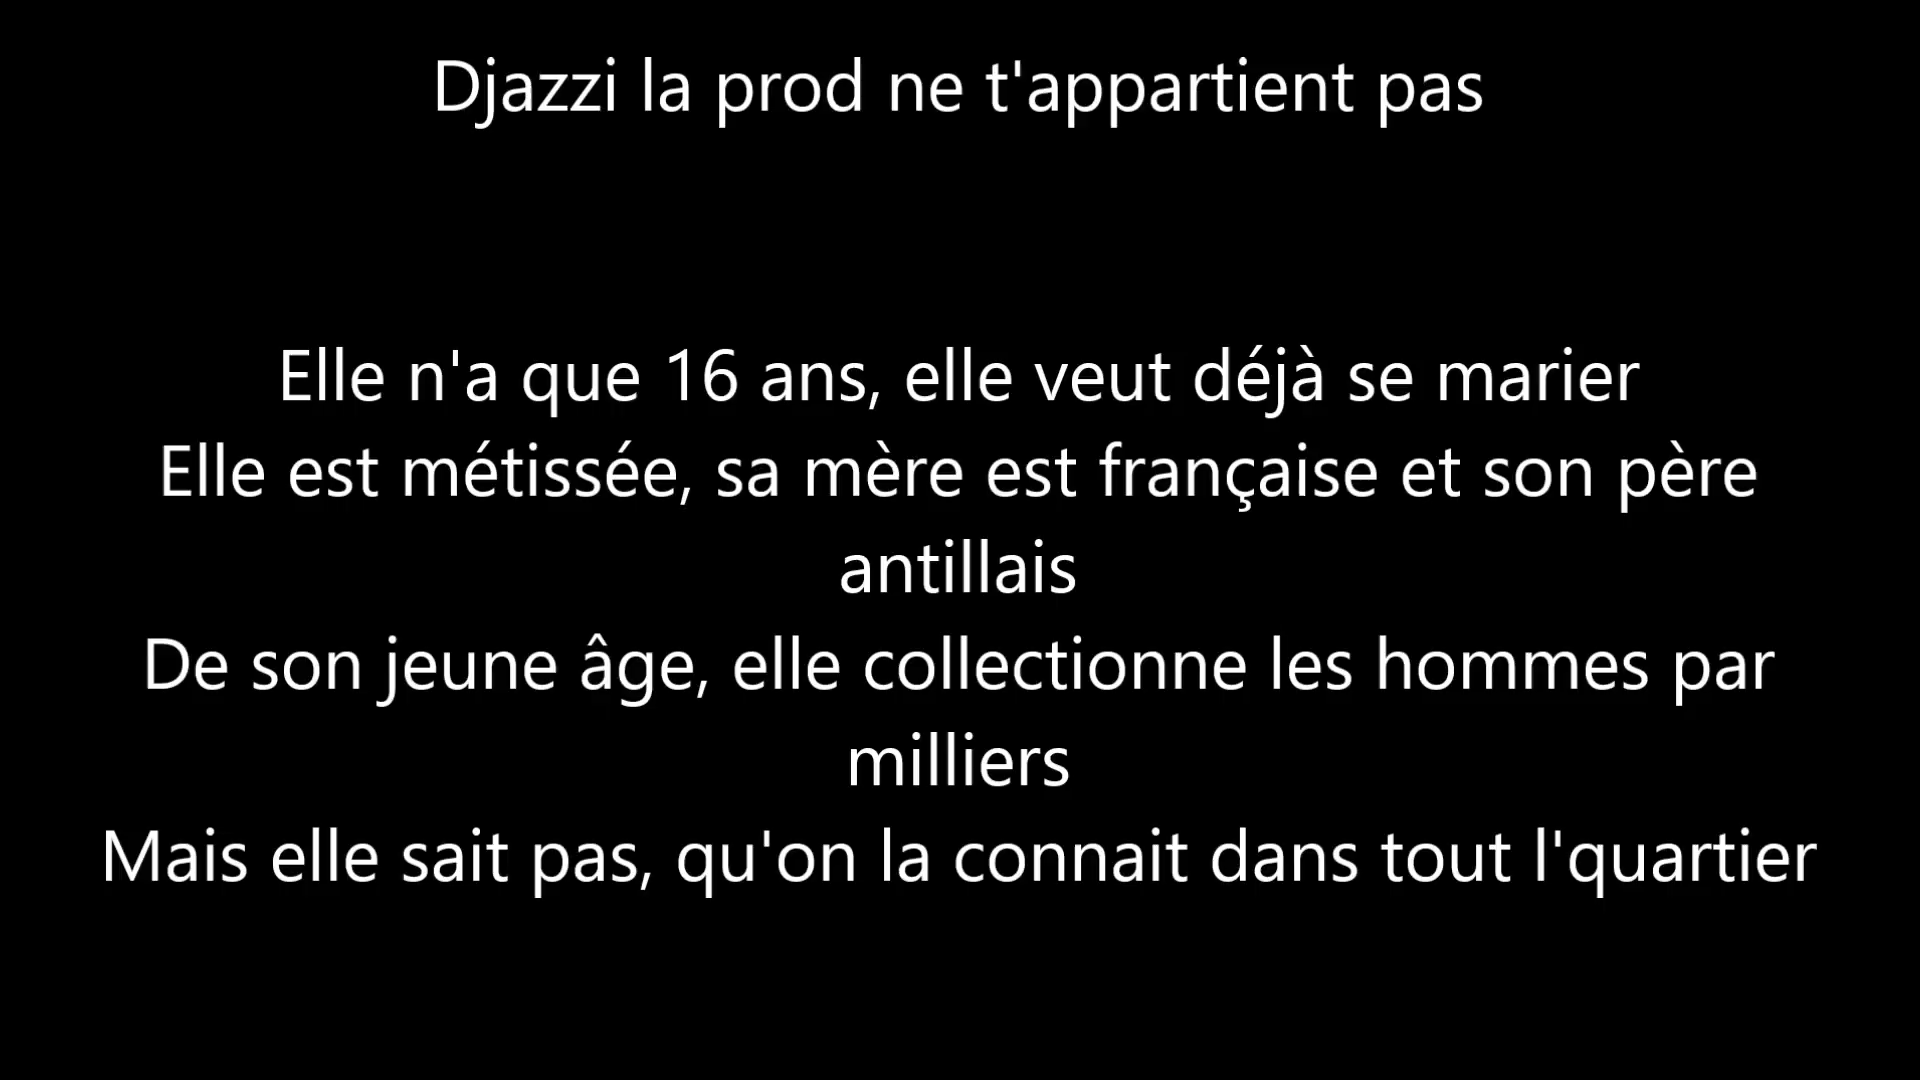 Djazzi la prod ne t'appartient pas
Elle n'a que 16 ans, elle veut déjà se marier
Elle est métissée, sa mère est française et son père
antillais
De son jeune âge, elle collectionne les hommes par
milliers
Mais elle sait pas, qu'on la connait dans tout l'quartier